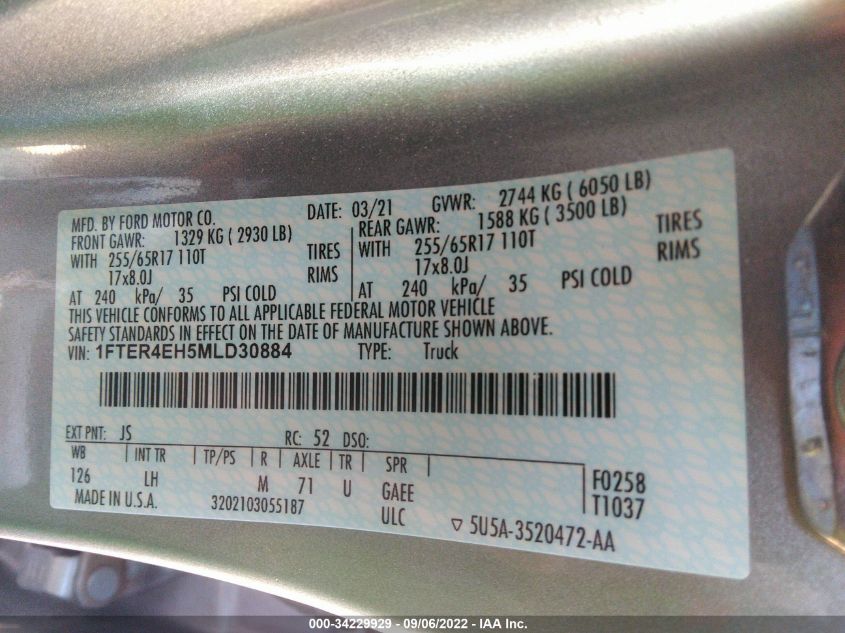 MFD. BY FORD MOTOR CO. DATE: 03/21 GVWR: 2744 KG ( 6050 LB)
FRONT GAWR: 1329 KG ( 2930 LB) REAR GAWR: 1588 KG ( 3500 LB)
WITH 255/65R17 110T TIRES WITH 255/65R17 110T TIRES
17x8.0J RIMS 17x8.0J RIMS
AT 240 kPa/ 35 PSI COLD AT 240 kPa/ 35 PSI COLD
THIS VEHICLE CONFORMS TO ALL APPLICABLE FEDERAL MOTOR VEHICLE
SAFETY STANDARDS IN EFFECT ON THE DATE OF MANUFACTURE SHOWN ABOVE.
VIN: 1FTER4EH5MLD30884 TYPE: Truck
EXT PNT: JS RC: 52 DSO:
WB INT TR TP/PS R AXLE TR SPR
126 LH M 71 U GAEE F0258
MADE IN U.S.A. 3202103055187 ULC T1037
5U5A-3520472-AA
000-34229929 - 09/06/2022 - IAA Inc.